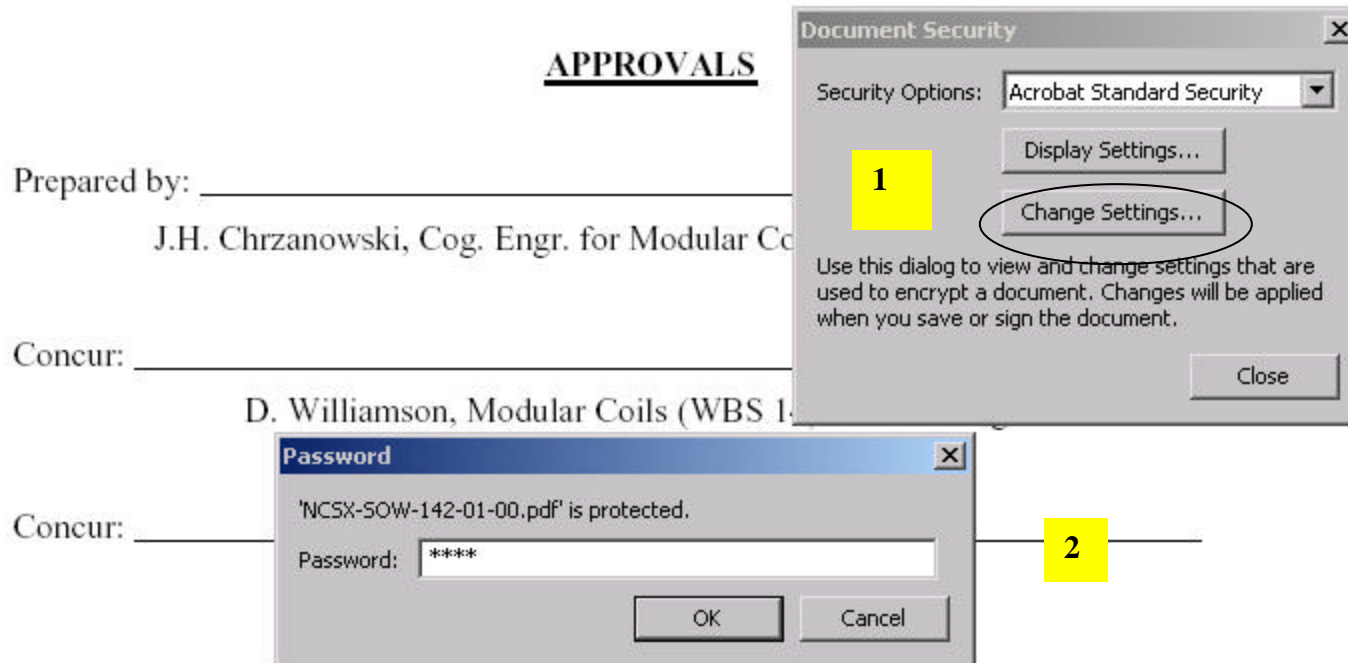 APPROVALS
Prepared by:
J.H. Chrzanowski, Cog. Engr. for Modular Co
Concur:
D. Williamson, Modular Coils (WBS 1
Concur:
Document Security
Security Options: Acrobat Standard Security
Display Settings...
1
Change Settings...
Use this dialog to view and change settings that are
used to encrypt a document. Changes will be applied
when you save or sign the document.
Close
Password
'NCSX-SOW-142-01-00.pdf' is protected.
Password: ****
2
OK Cancel